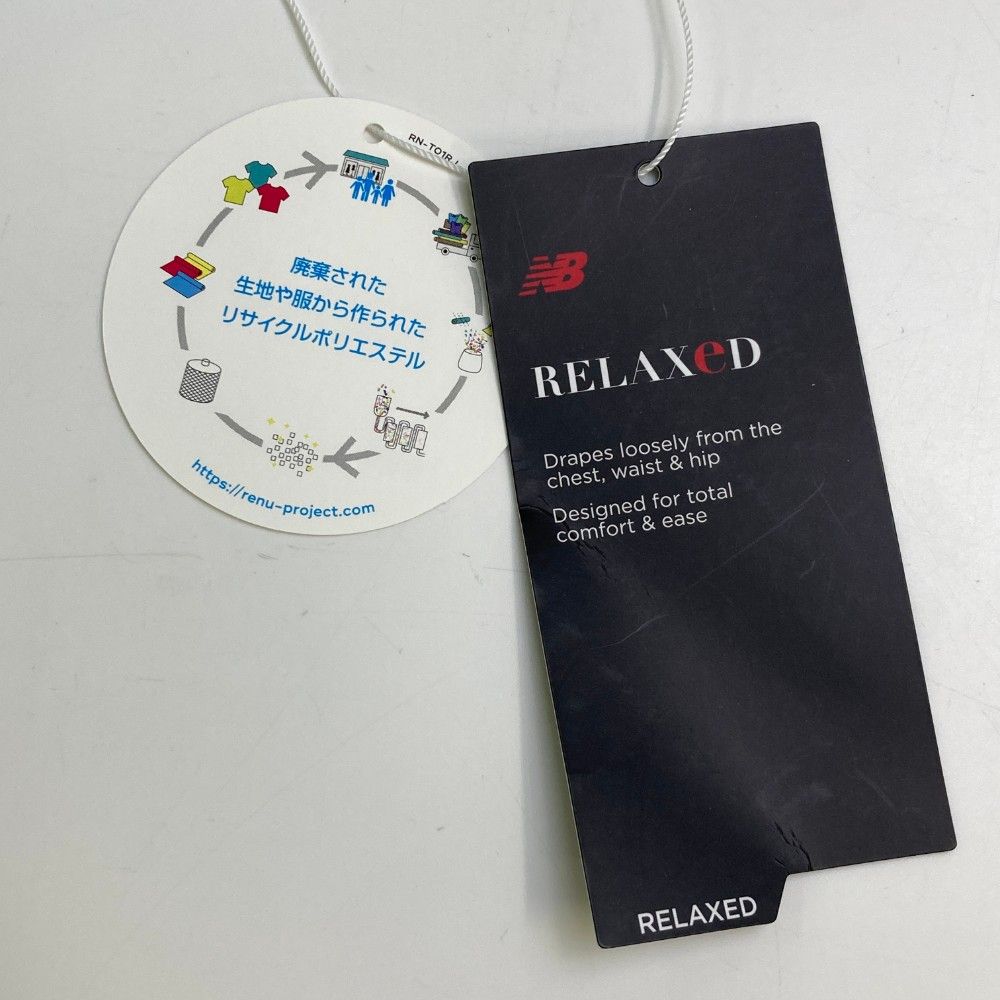 廃棄された
生地や服から作られた
リサイクルポリエステル
https://renu-project.com
NB
RELAXeD
Drapes loosely from the
chest, waist & hip
Designed for total
comfort & ease
RELAXED